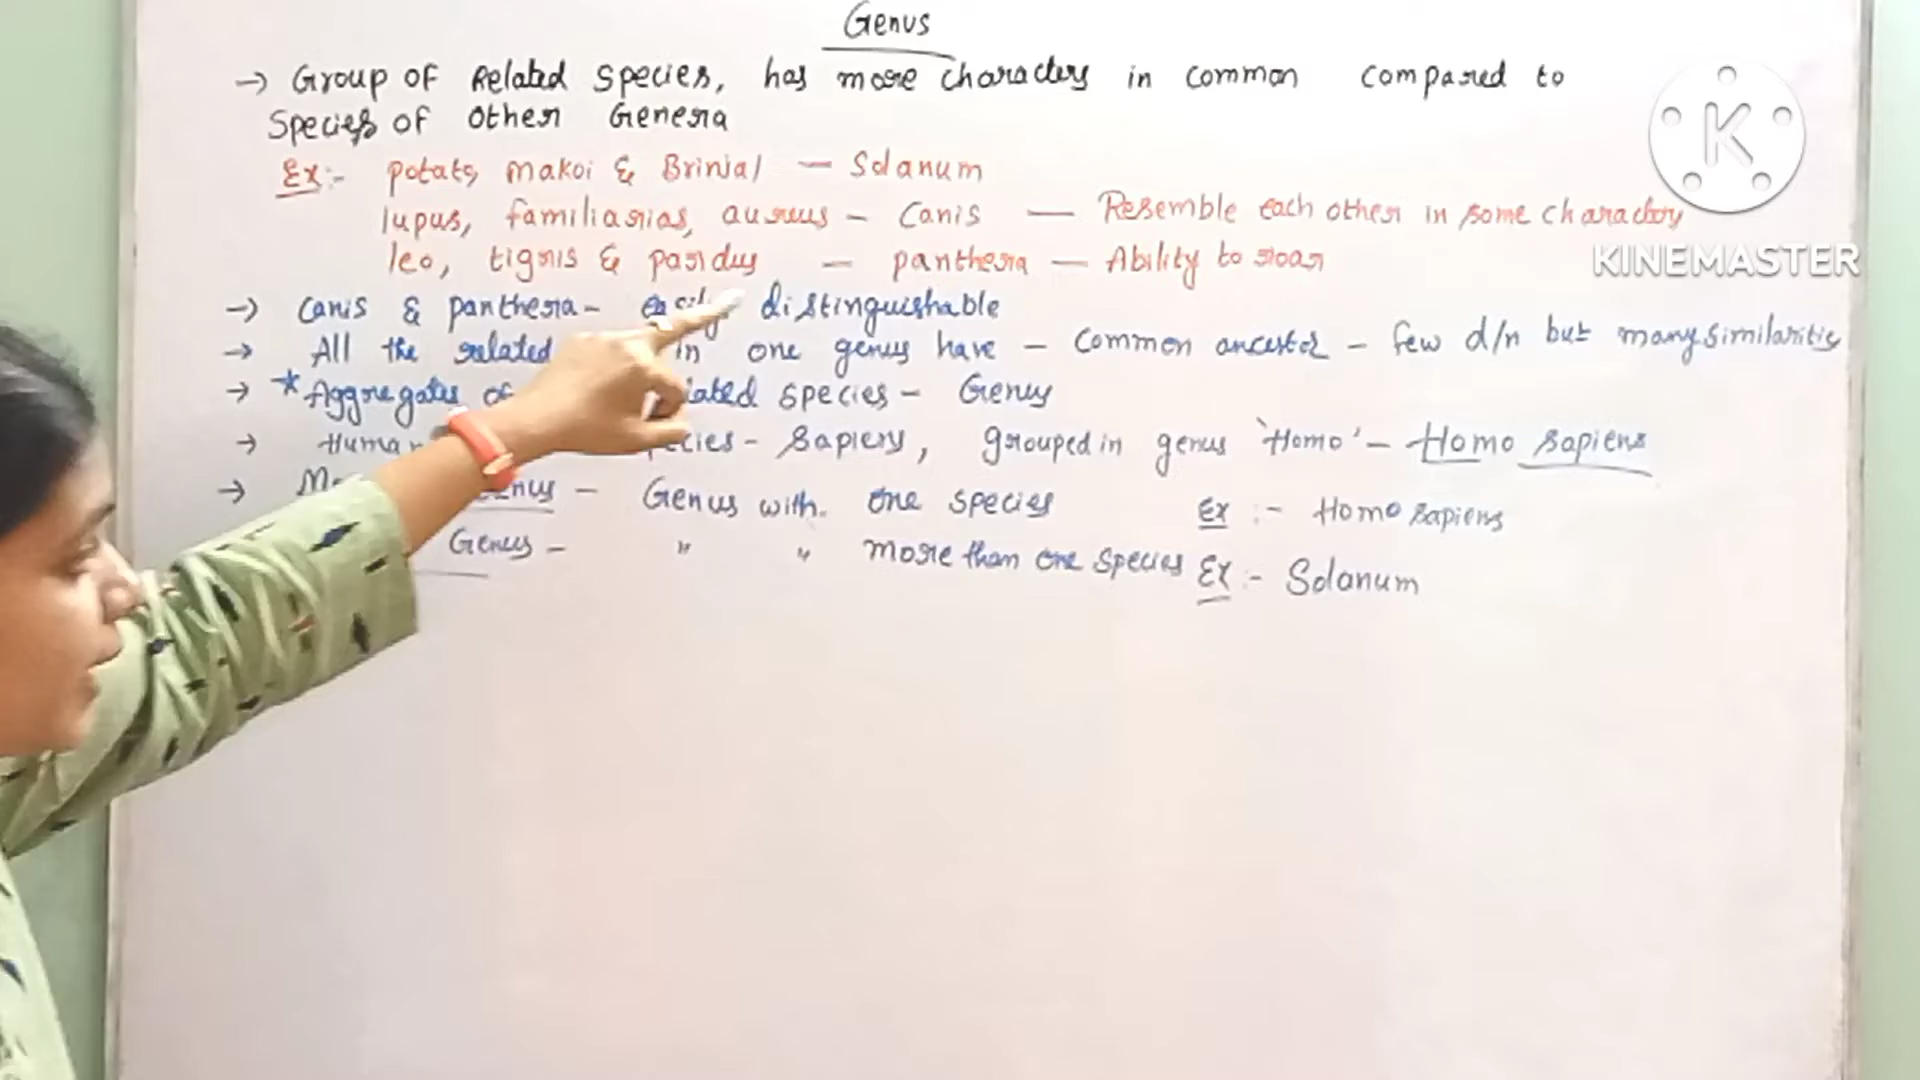 Genus
→ Group of Related Species, has more characters in common compared to
Species of Other Genera
Ex:- Potato, Makoi & Brinjal — Solanum
lupus, familiarias, aureus – Canis — Resemble each other in some characters
leo, tigris & pardus – panthera — Ability to roar
→ Canis & panthera – distinguishable
→ All the related in one genus have – Common ancestor – few d/n but many similarities
→ *Aggregates of Species – Genus
→ Sapiens, grouped in genus 'Homo' – Homo sapiens
→ Genus – Genus with one species Ex :- Homo sapiens
Genus – " " more than one species Ex :- Solanum
K
KINEMASTER